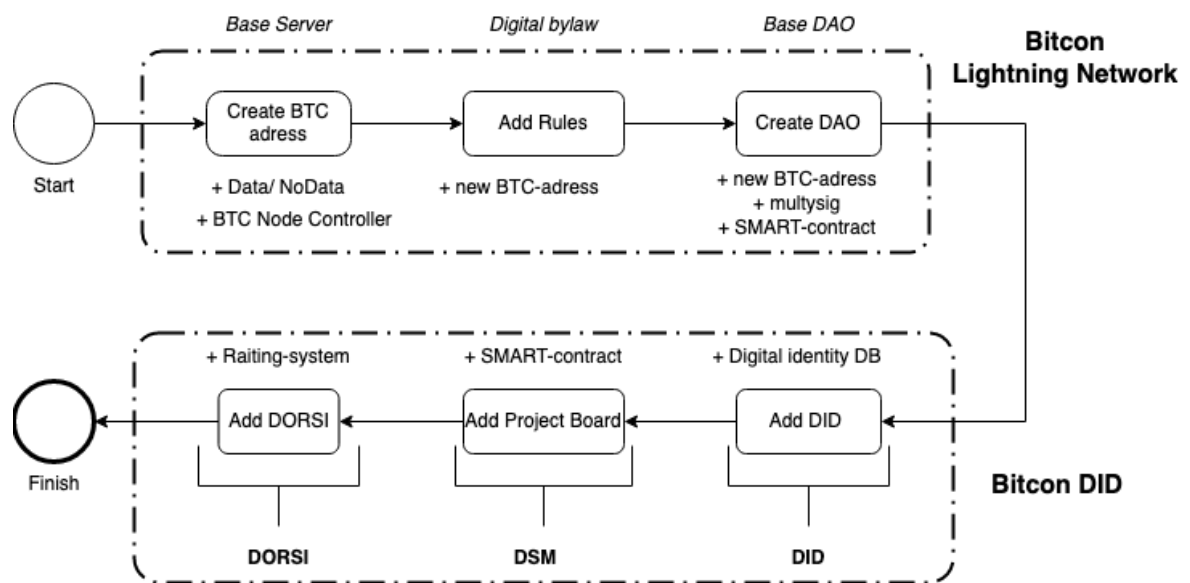 Base Server
Digital bylaw
Base DAO
Bitcon
Lightning Network
Create BTC
adress
Add Rules
Create DAO
Start
+ Data/ NoData
+ BTC Node Controller
+ new BTC-adress
+ new BTC-adress
+ multysig
+ SMART-contract
+ Raiting-system
+ SMART-contract
+ Digital identity DB
Add DORSI
Add Project Board
Add DID
Finish
Bitcon DID
DORSI
DSM
DID